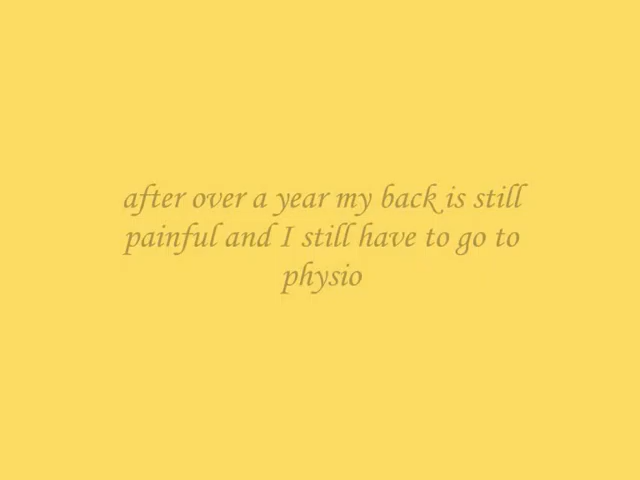 after over a year my back is still
painful and I still have to go to
physio